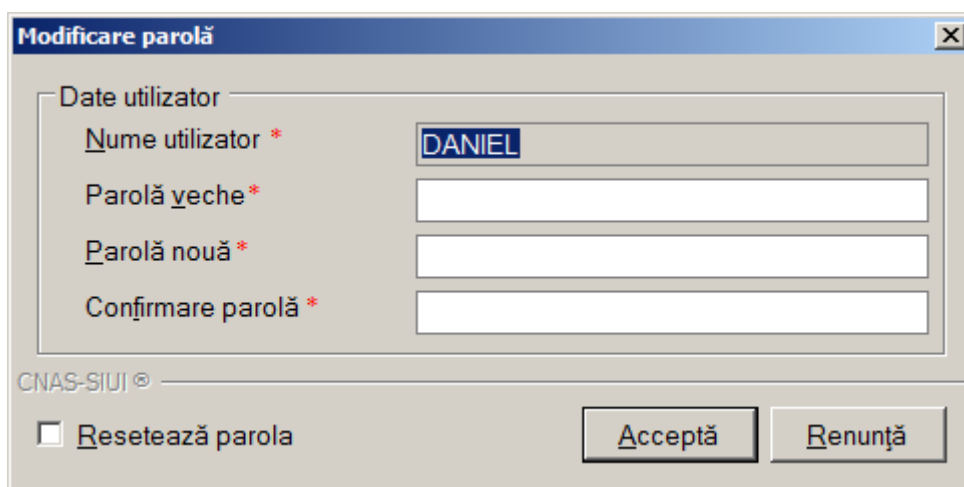 Modificare parolă
Date utilizator
Nume utilizator *
DANIEL
Parolă veche*
Parolă nouă*
Confirmare parolă *
CNAS-SIUI ®
Resetează parola
Acceptă
Renunţă